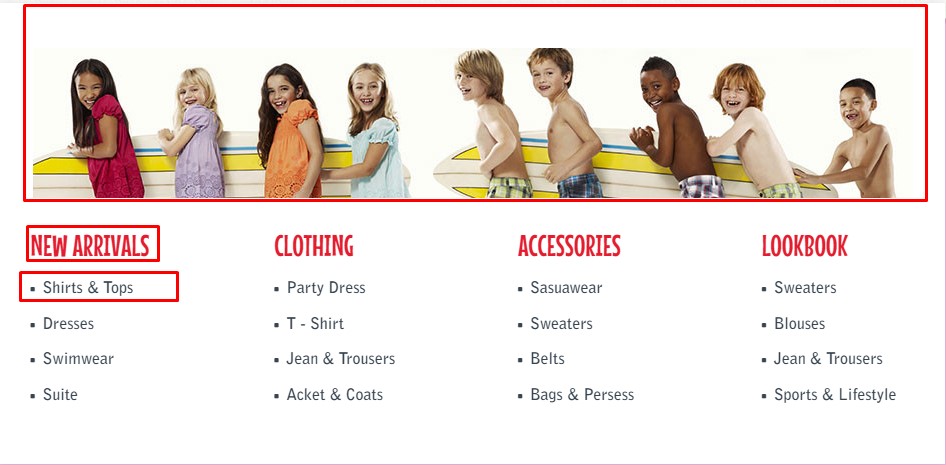 NEW ARRIVALS
Shirts & Tops
Dresses
Swimwear
Suite
CLOTHING
Party Dress
T - Shirt
Jean & Trousers
Acket & Coats
ACCESSORIES
Sasuawear
Sweaters
Belts
Bags & Persess
LOOKBOOK
Sweaters
Blouses
Jean & Trousers
Sports & Lifestyle